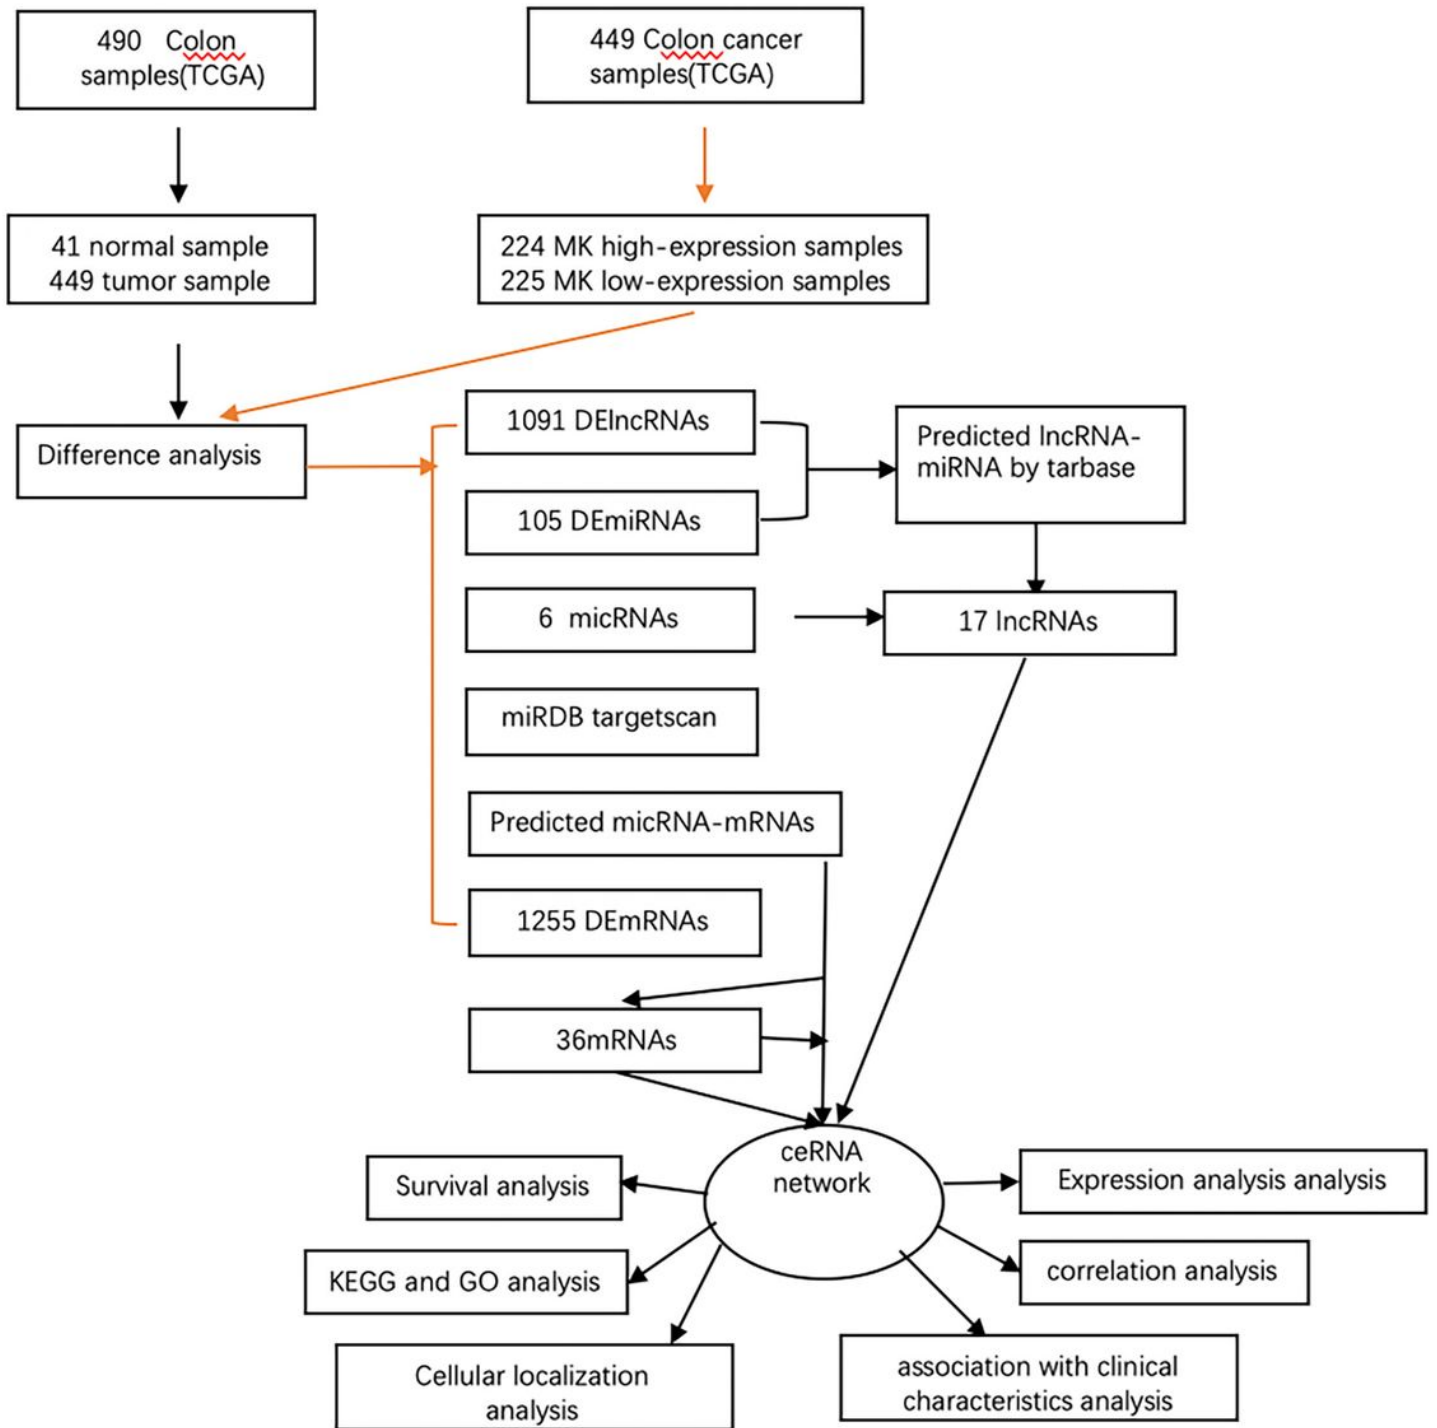 490 Colon
samples(TCGA)
449 Colon cancer
samples(TCGA)
41 normal sample
449 tumor sample
224 MK high-expression samples
225 MK low-expression samples
Difference analysis
1091 DElncRNAs
105 DEmiRNAs
Predicted lncRNA-
miRNA by tarbase
6 micRNAs
17 lncRNAs
miRDB targetscan
Predicted micRNA-mRNAs
1255 DEmRNAs
36mRNAs
ceRNA
network
Survival analysis
Expression analysis analysis
KEGG and GO analysis
correlation analysis
Cellular localization
analysis
association with clinical
characteristics analysis